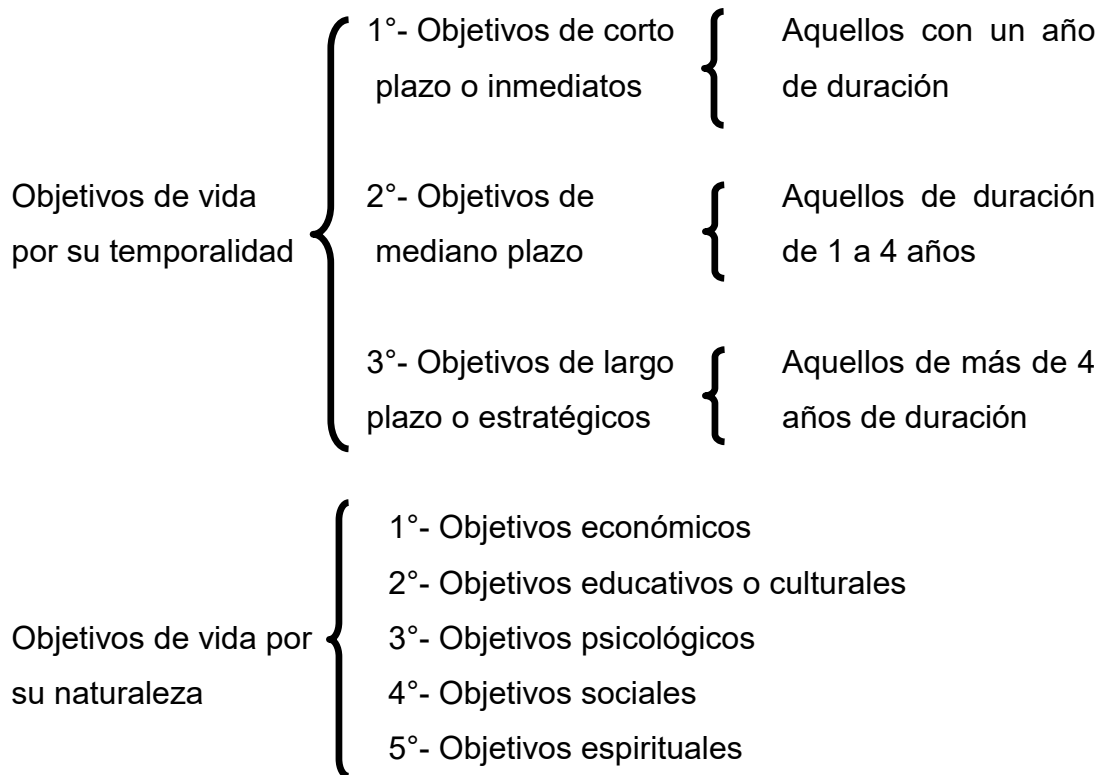 1°- Objetivos de corto
plazo o inmediatos
Aquellos con un año
de duración
Objetivos de vida
por su temporalidad
2°- Objetivos de
mediano plazo
Aquellos de duración
de 1 a 4 años
3°- Objetivos de largo
plazo o estratégicos
Aquellos de más de 4
años de duración
Objetivos de vida por
su naturaleza
1°- Objetivos económicos
2°- Objetivos educativos o culturales
3°- Objetivos psicológicos
4°- Objetivos sociales
5°- Objetivos espirituales